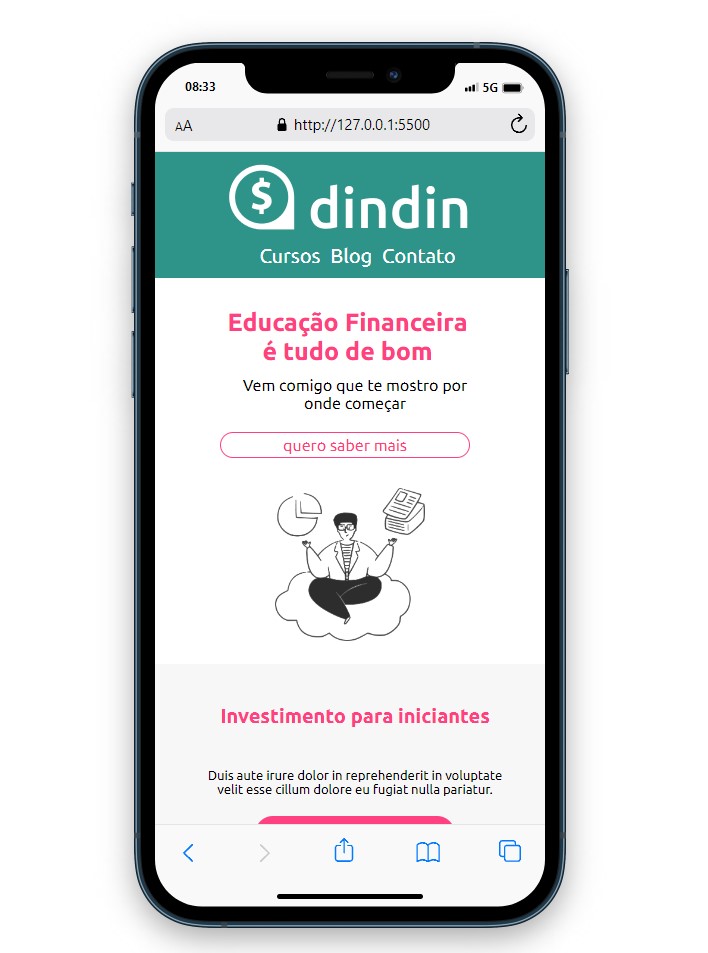 08:33
5G
AA
http://127.0.0.1:5500
$
dindin
Cursos Blog Contato
Educação Financeira
é tudo de bom
Vem comigo que te mostro por
onde começar
quero saber mais
Investimento para iniciantes
Duis aute irure dolor in reprehenderit in voluptate
velit esse cillum dolore eu fugiat nulla pariatur.